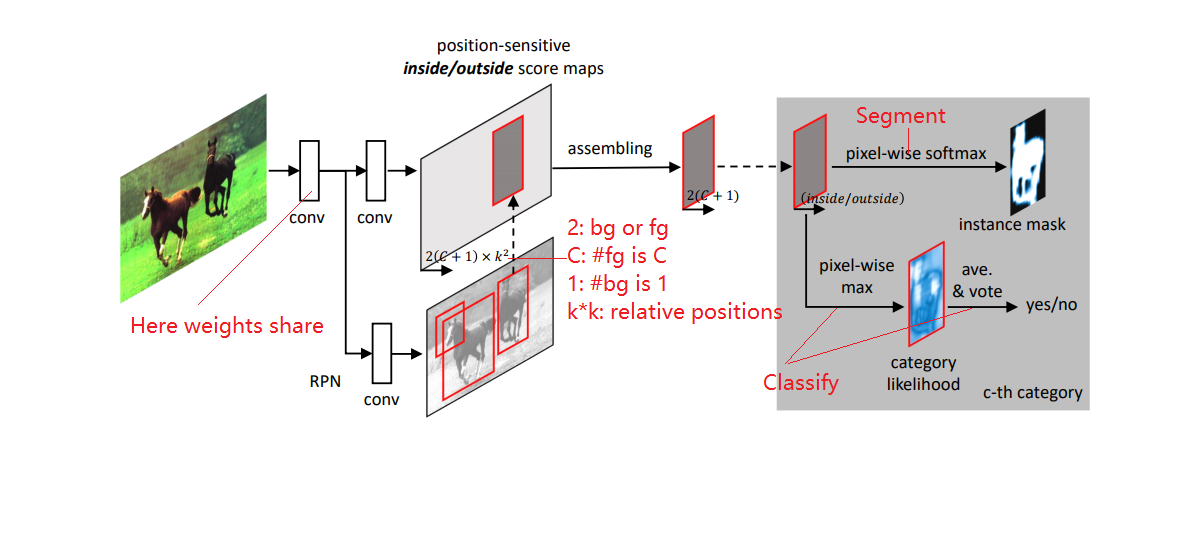 position-sensitive
inside/outside score maps
conv
conv
Here weights share
RPN
conv
2(C + 1) × k²
assembling
2(C + 1)
2: bg or fg
C: #fg is C
1: #bg is 1
k*k: relative positions
Segment
pixel-wise softmax
(inside/outside)
instance mask
pixel-wise
max
ave.
& vote
yes/no
category
likelihood
Classify
c-th category